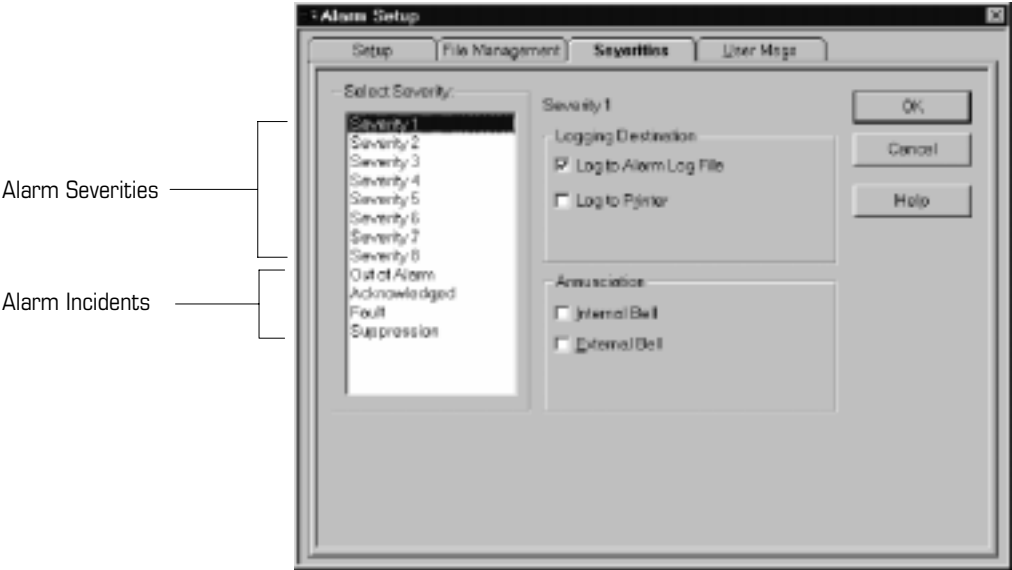 Alarm Setup
Setup
File Management
Severities
User Msgs
Select Severity:
Severity 1
Severity 2
Severity 3
Severity 4
Severity 5
Severity 6
Severity 7
Severity 8
Out of Alarm
Acknowledged
Fault
Suppression
Severity 1
Logging Destination
Log to Alarm Log File
Log to Printer
Annunciation
Internal Bell
External Bell
OK
Cancel
Help
Alarm Severities
Alarm Incidents